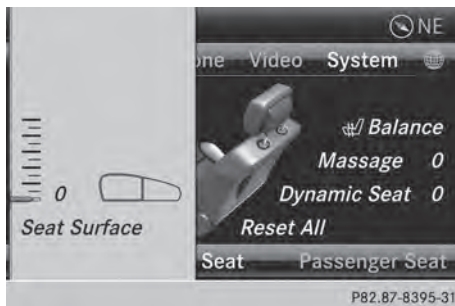 NE
one Video System
Balance
Massage 0
0 Dynamic Seat 0
Seat Surface Reset All
Seat Passenger Seat
P82.87-8395-31